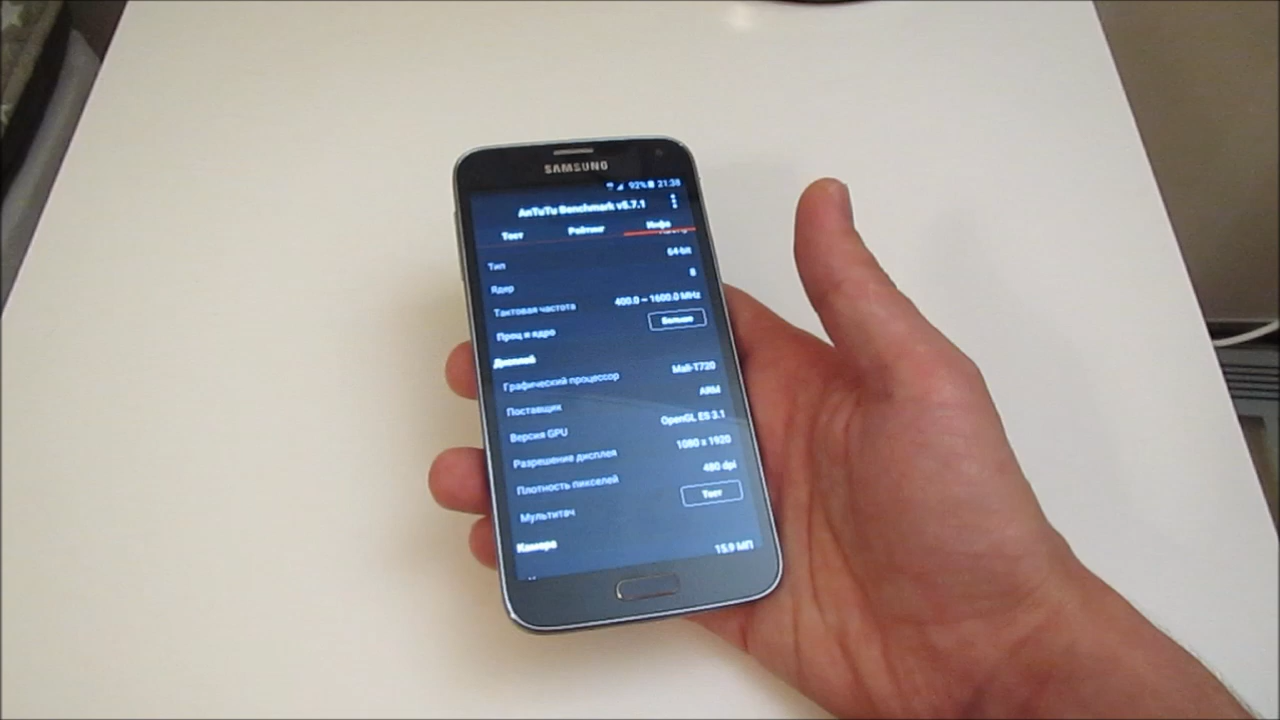 SAMSUNG
92% 21:38
AnTuTu Benchmark v5.7.1
Тест Рейтинг Инфо
Тип 64-bit
Ядер 8
Тактовая частота 400.0 ~ 1600.0 MHz
Проц и ядро Больше
Дисплей
Графический процессор Mali-T720
Поставщик ARM
Версия GPU OpenGL ES 3.1
Разрешение дисплея 1080 x 1920
Плотность пикселей 480 dpi
Мультитач Тест
Камера
15.9 МП